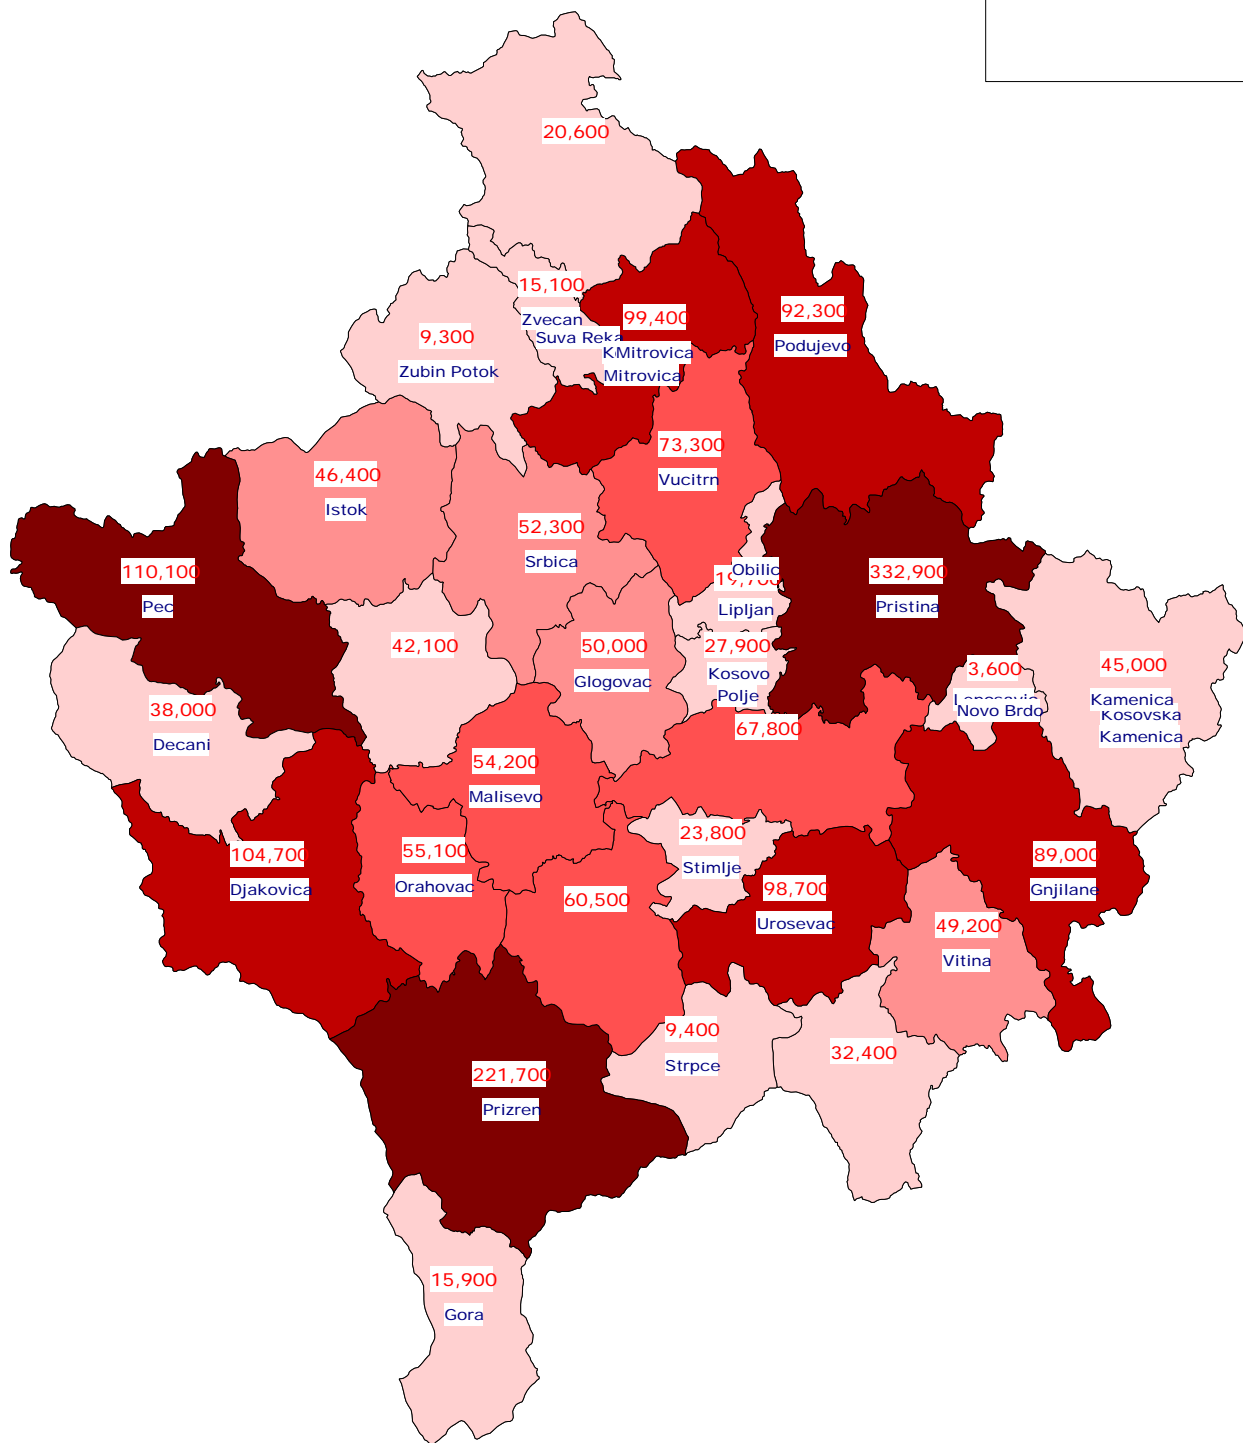 20,600
15,100
Zvecan
Suva Reka
99,400
Mitrovica
Mitrovica
92,300
Podujevo
9,300
Zubin Potok
73,300
Vucitrn
46,400
Istok
52,300
Srbica
110,100
Pec
Obilic
19,700
Lipljan
332,900
Pristina
42,100
50,000
Glogovac
27,900
Kosovo
Polje
3,600
Novo Brdo
45,000
Kamenica
Kosovska
Kamenica
38,000
Decani
67,800
54,200
Malisevo
23,800
Stimlje
104,700
Djakovica
55,100
Orahovac
89,000
Gnjilane
60,500
98,700
Urosevac
49,200
Vitina
9,400
Strpce
32,400
221,700
Prizren
15,900
Gora